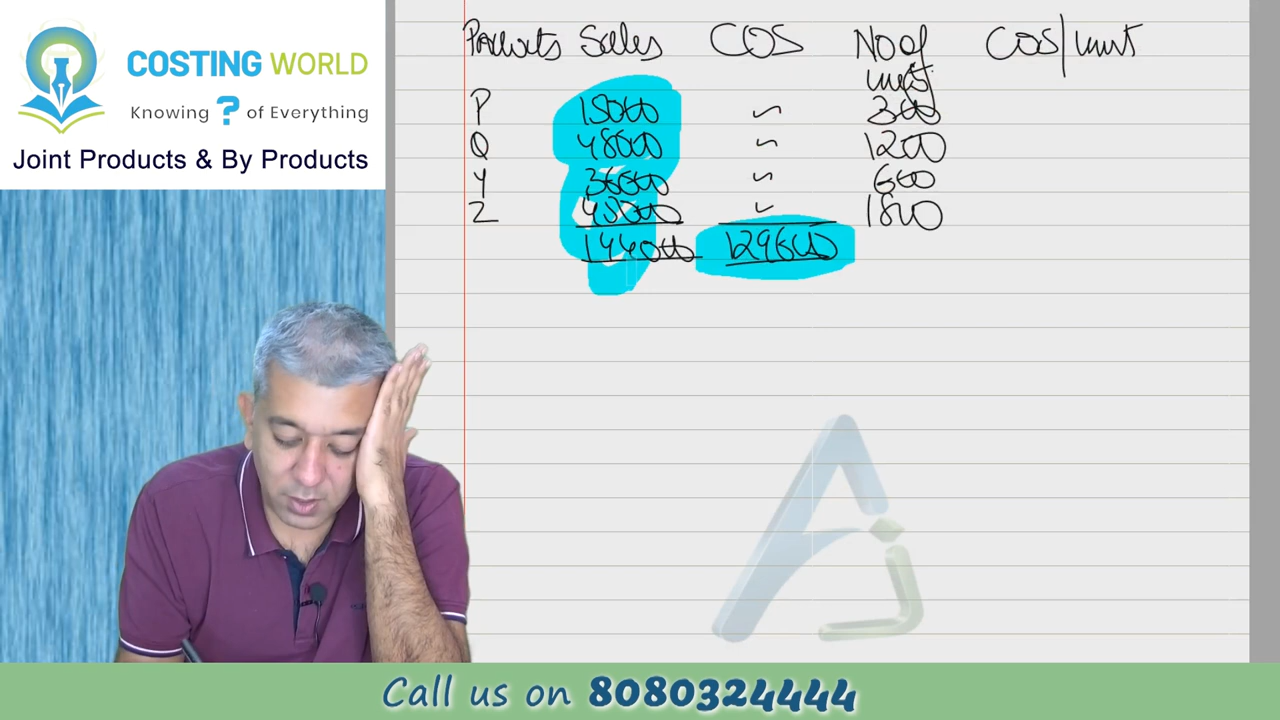 COSTING WORLD
Knowing ? of Everything
Joint Products & By Products
Products Sales COS No of units COS/unit
P 15000 300
Q 48000 1200
Y 36000 600
Z 45000 1800
144000 129600
Call us on 8080324444